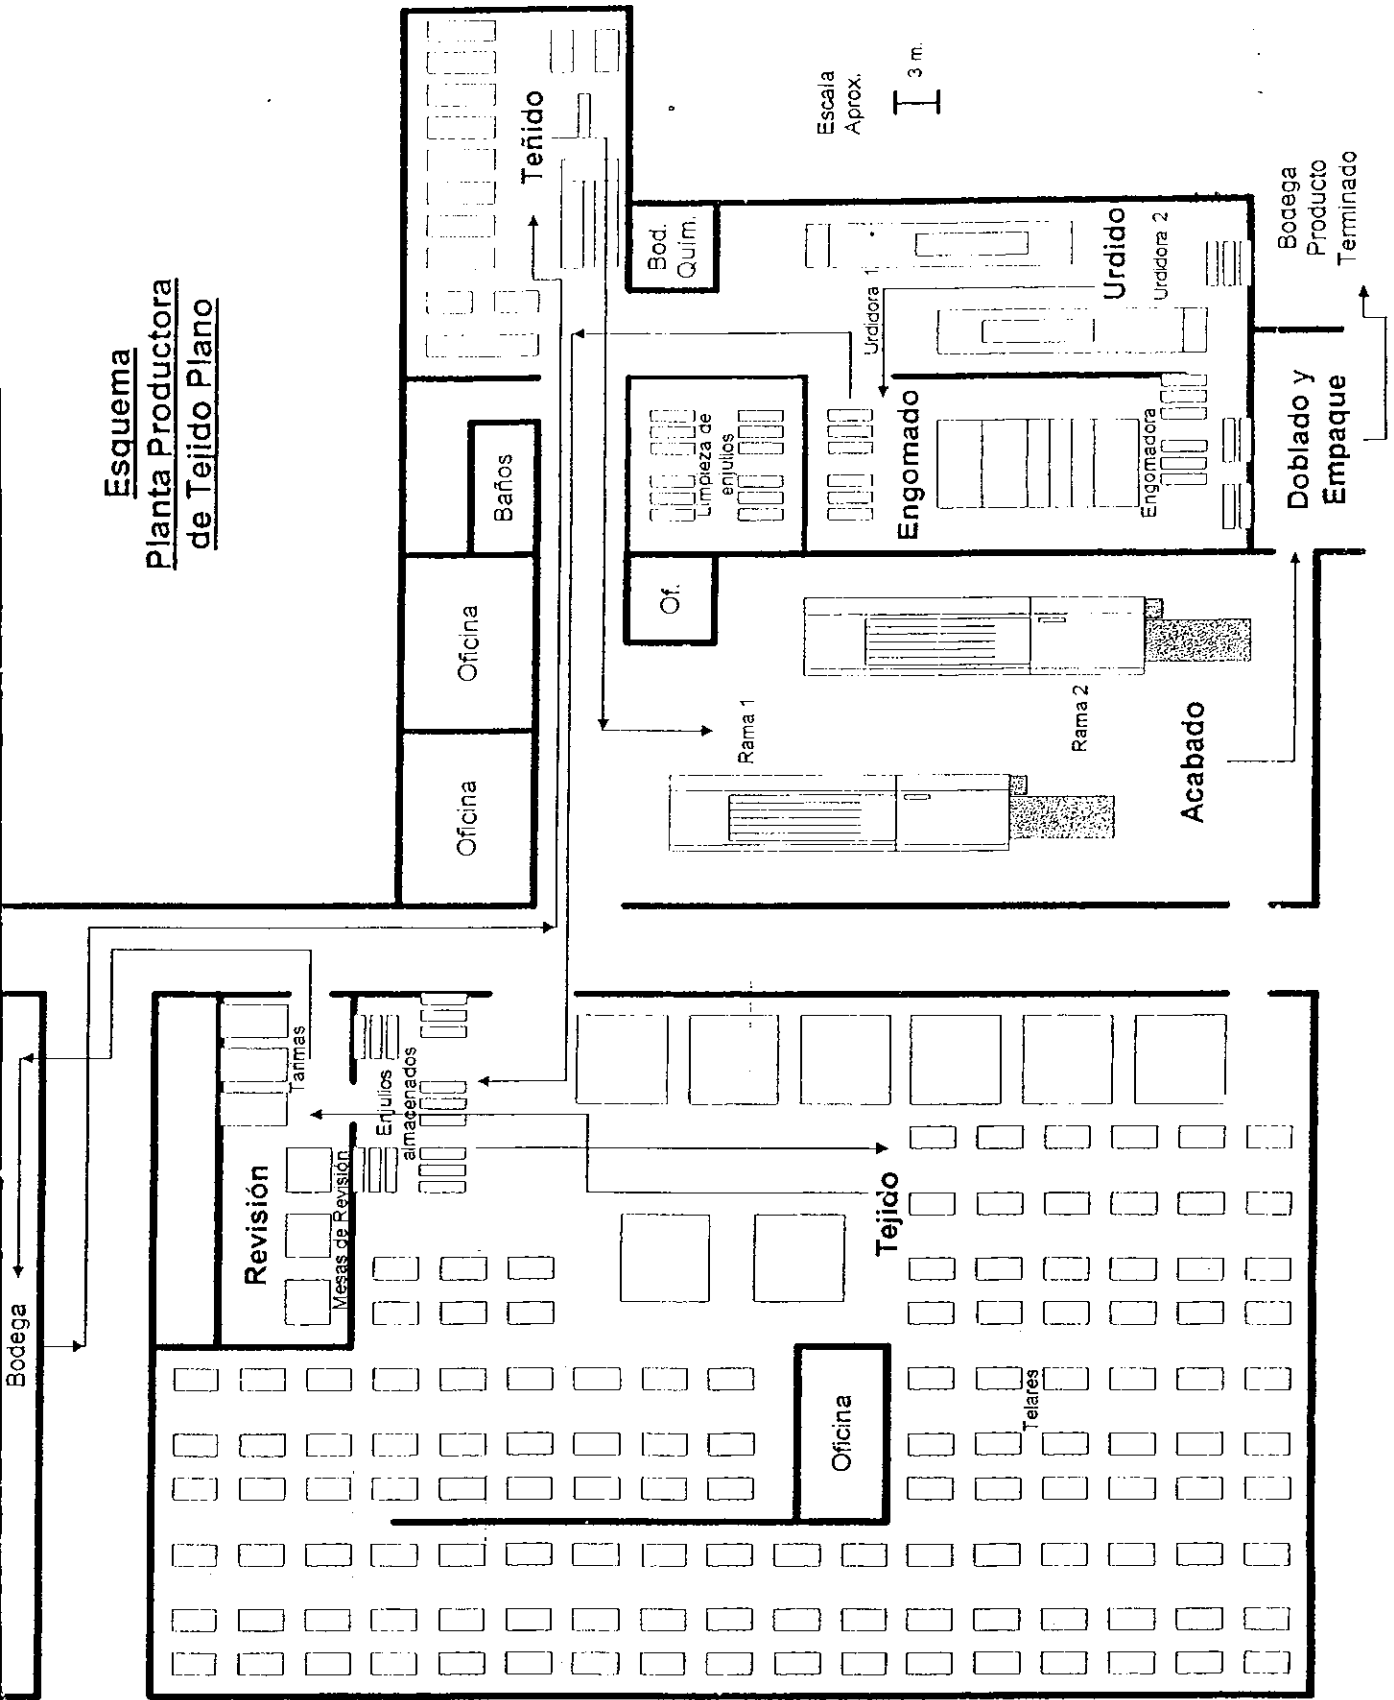 Esquema
Planta Productora
de Tejido Plano
Bodega
Revisión
Tarimas
Mesas de Revisión
Enjulios
almacenados
Tejido
Telares
Oficina
Oficina
Oficina
Baños
Teñido
Bod.
Quím.
Escala
Aprox.
3 m.
Of.
Limpieza de
enjulios
Engomado
Engomadora
Urdidora 1
Urdido
Urdidora 2
Rama 1
Rama 2
Acabado
Doblado y
Empaque
Bodega
Producto
Terminado